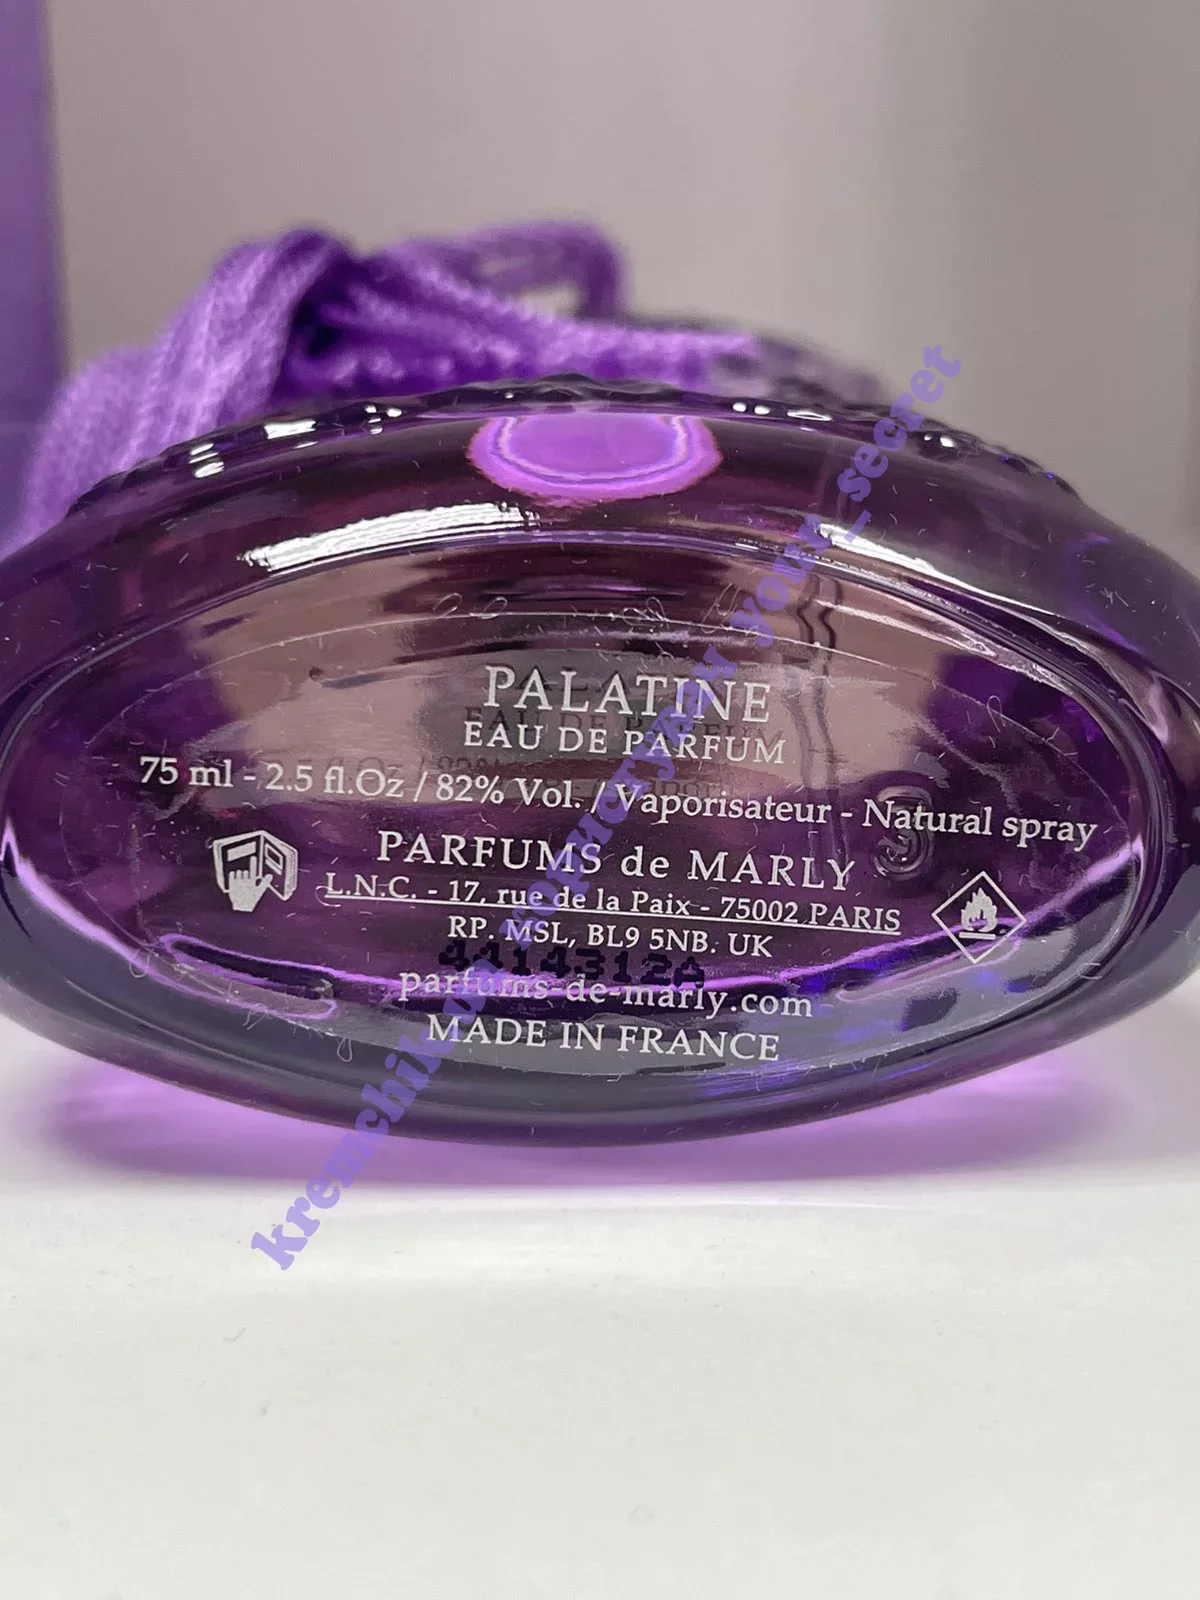 PALATINE
EAU DE PARFUM
75 ml - 2.5 fl.Oz / 82% Vol. / Vaporisateur - Natural spray
PARFUMS de MARLY
L.N.C. - 17, rue de la Paix - 75002 PARIS
RP. MSL, BL9 5NB. UK
4414312A
parfums-de-marly.com
MADE IN FRANCE